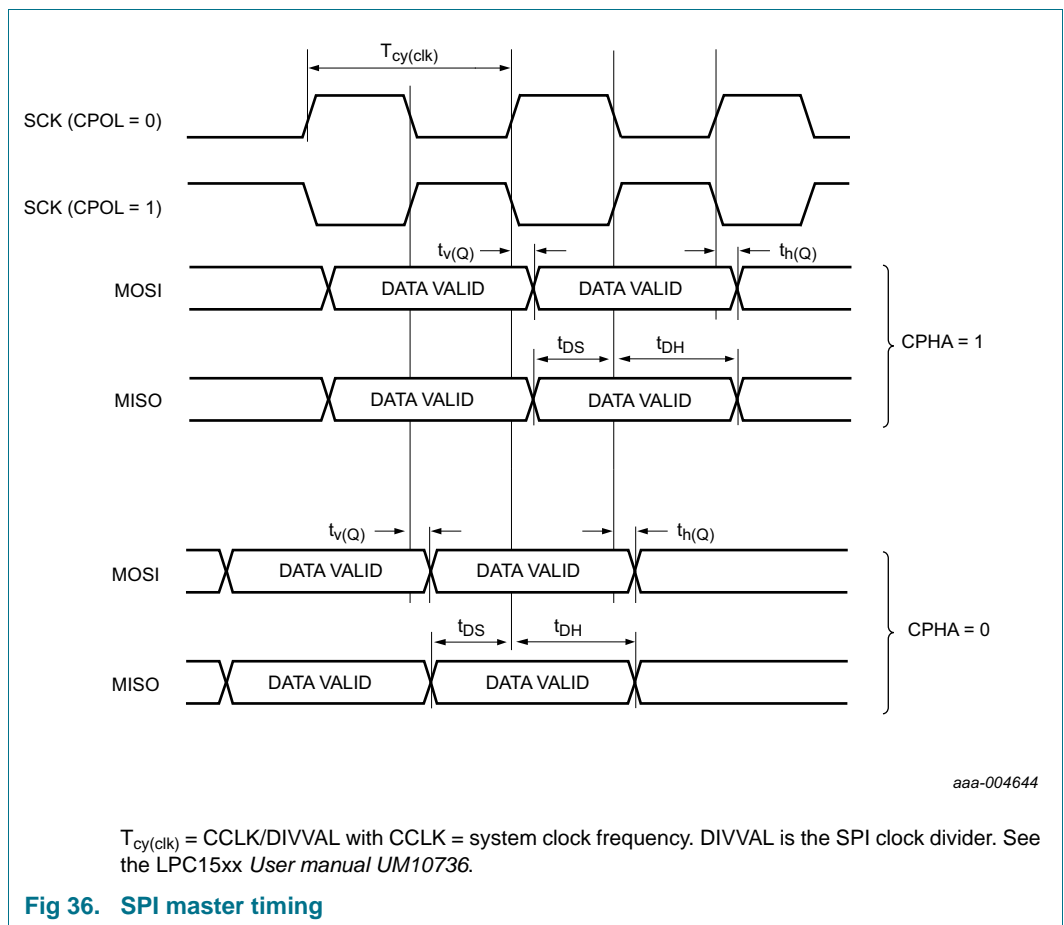 Tcy(clk)
SCK (CPOL = 0)
SCK (CPOL = 1)
tv(Q)
th(Q)
MOSI
DATA VALID
DATA VALID
CPHA = 1
tDS
tDH
MISO
DATA VALID
DATA VALID
tv(Q)
th(Q)
MOSI
DATA VALID
DATA VALID
CPHA = 0
tDS
tDH
MISO
DATA VALID
DATA VALID
aaa-004644
Tcy(clk) = CCLK/DIVVAL with CCLK = system clock frequency. DIVVAL is the SPI clock divider. See
the LPC15xx User manual UM10736.
Fig 36. SPI master timing